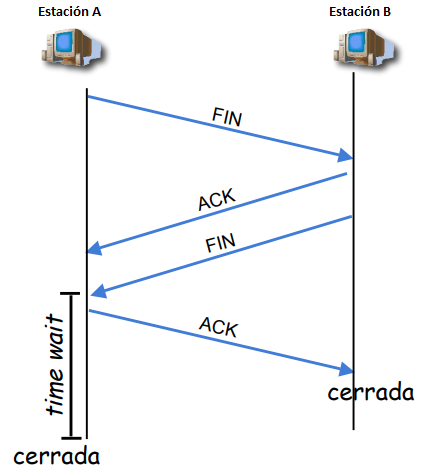 Estación A
Estación B
FIN
ACK
FIN
ACK
time wait
cerrada
cerrada